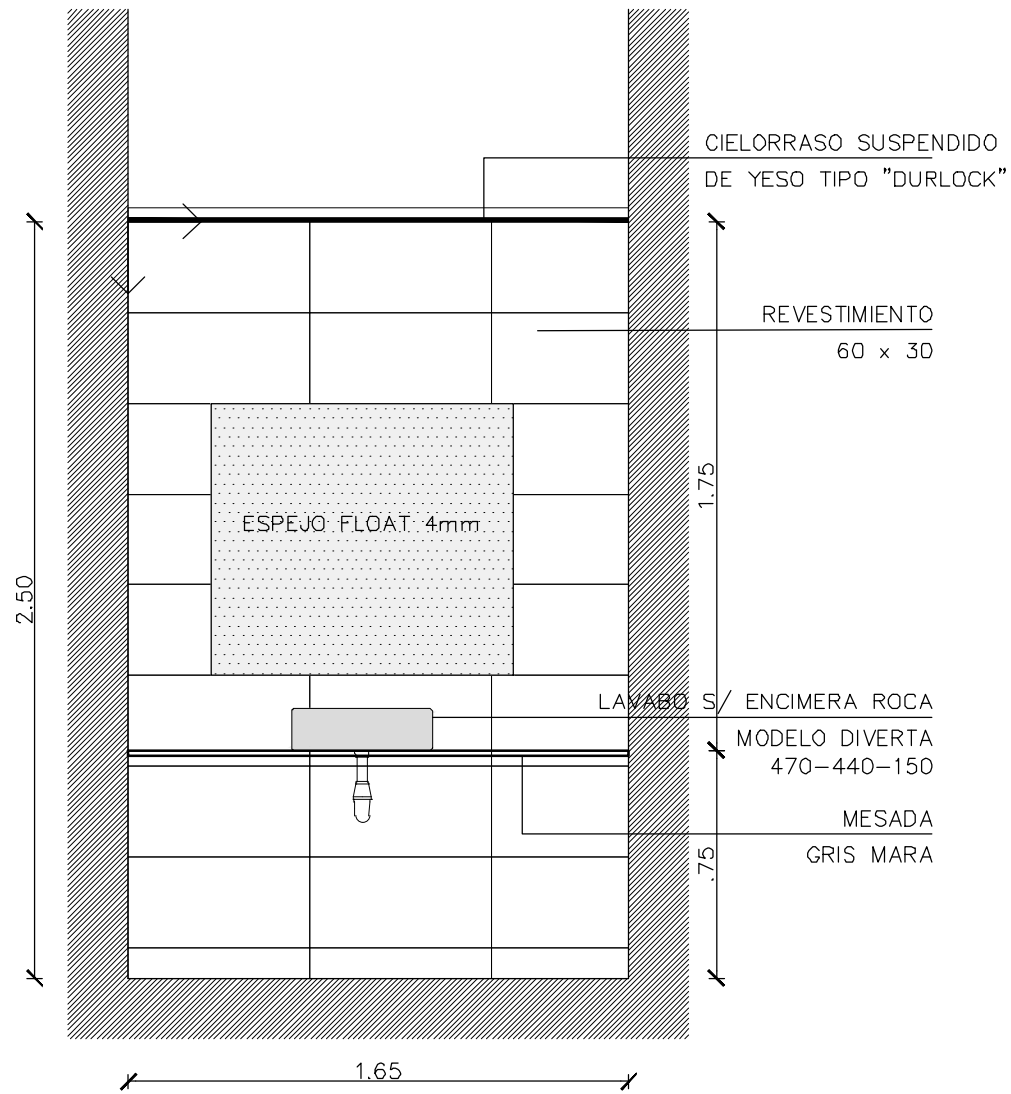 CIELORRASO SUSPENDIDO
DE YESO TIPO "DURLOCK"
REVESTIMIENTO
60 x 30
1.75
ESPEJO FLOAT 4mm
2.50
LAVABO S/ ENCIMERA ROCA
MODELO DIVERTA
470-440-150
MESADA
GRIS MARA
.75
1.65